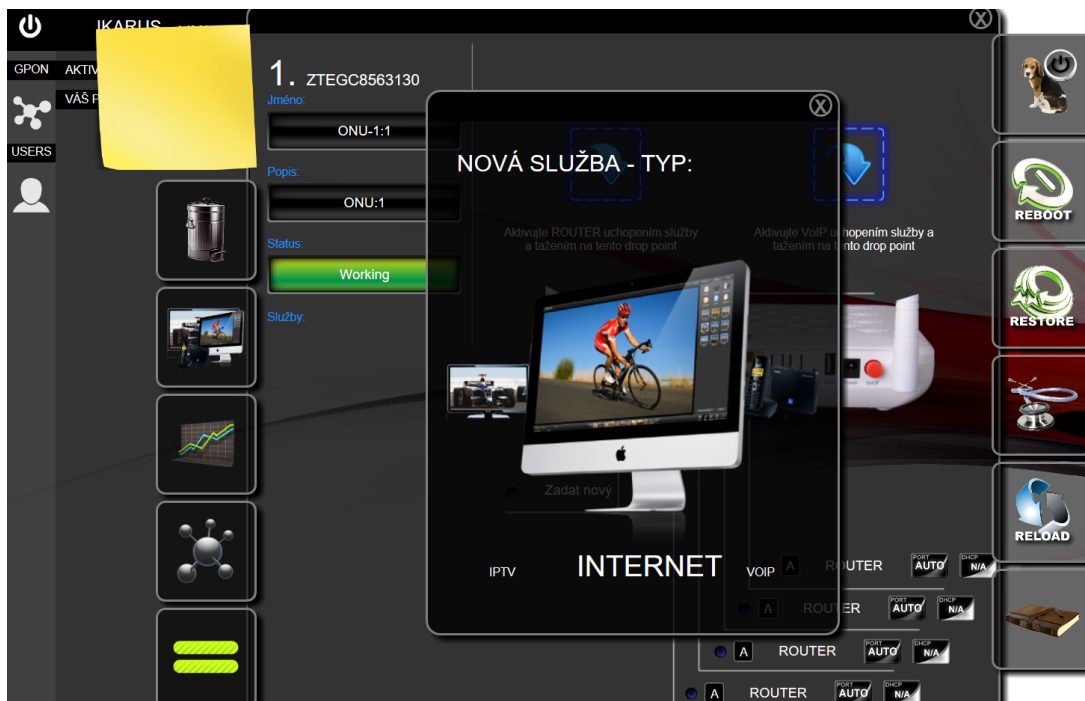 IKARUS
GPON
USERS
1. ZTEGC8563130
Jméno:
ONU-1:1
Popis:
ONU:1
Status:
Working
Služby:
NOVÁ SLUŽBA - TYP:
Aktivujte ROUTER uchopením služby
a tažením na tento drop point
Aktivujte VoIP uchopením služby a
tažením na tento drop point
Zadat nový
IPTV
INTERNET
VOIP
A ROUTER PORT AUTO DHCP N/A
A ROUTER PORT AUTO DHCP N/A
A ROUTER PORT AUTO DHCP N/A
A ROUTER PORT AUTO DHCP N/A
REBOOT
RESTORE
RELOAD